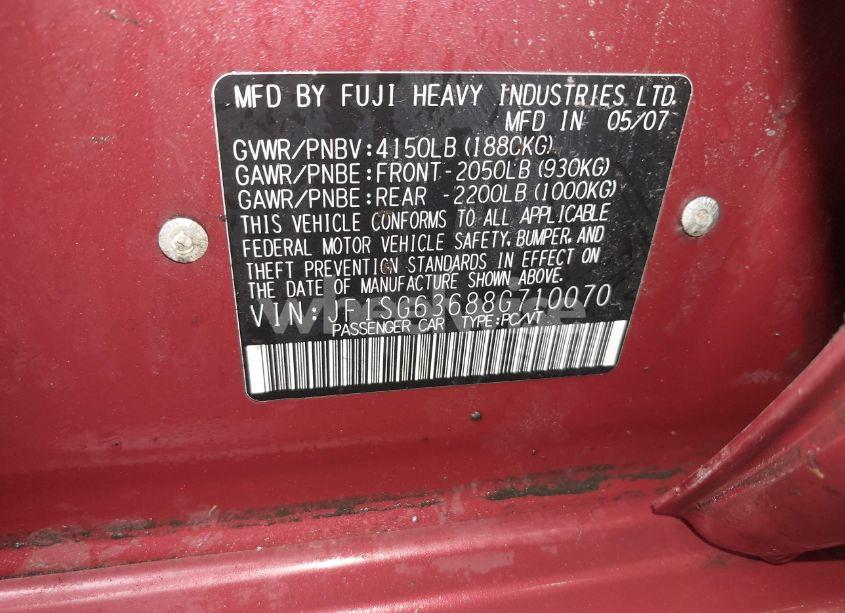 MFD BY FUJI HEAVY INDUSTRIES LTD.
MFD IN 05/07
GVWR/PNBV:4150LB (1880KG)
GAWR/PNBE:FRONT-2050LB (930KG)
GAWR/PNBE:REAR -2200LB (1000KG)
THIS VEHICLE CONFORMS TO ALL APPLICABLE
FEDERAL MOTOR VEHICLE SAFETY, BUMPER, AND
THEFT PREVENTION STANDARDS IN EFFECT ON
THE DATE OF MANUFACTURE SHOWN ABOVE.
VIN:JF1SG63688G710070
PASSENGER CAR TYPE:PC/VT